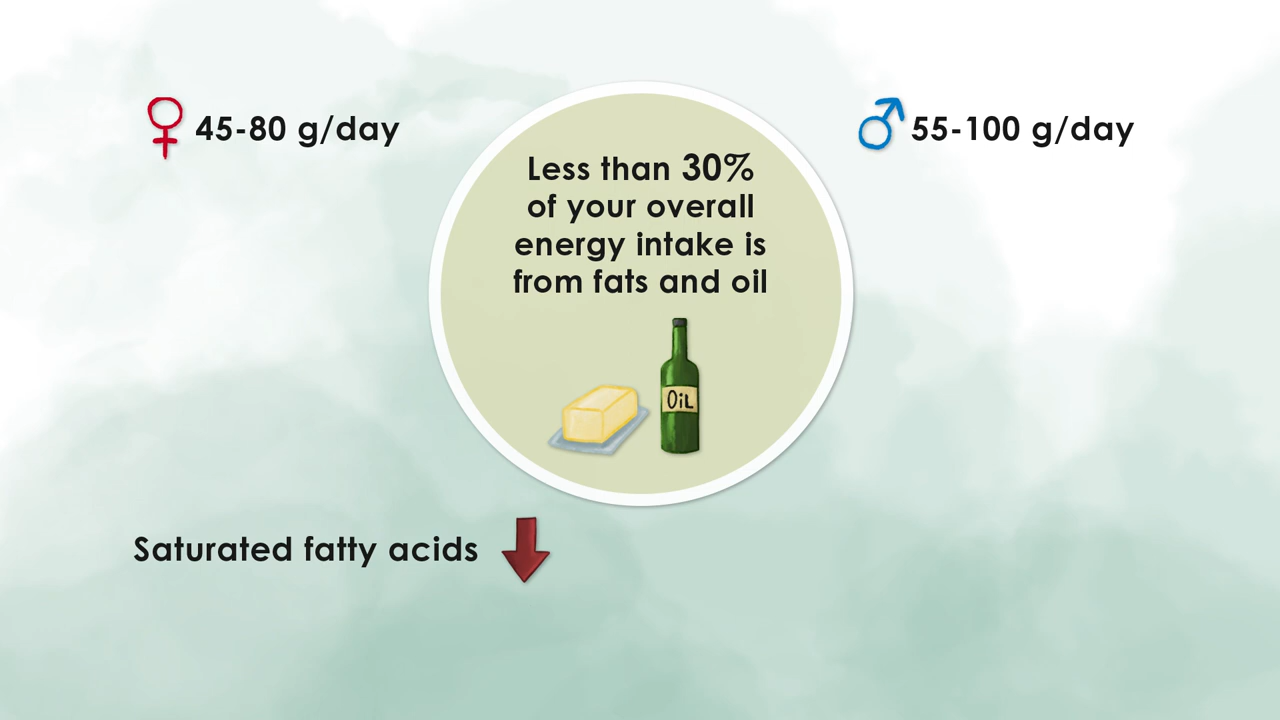 45-80 g/day
55-100 g/day
Less than 30%
of your overall
energy intake is
from fats and oil
OiL
Saturated fatty acids